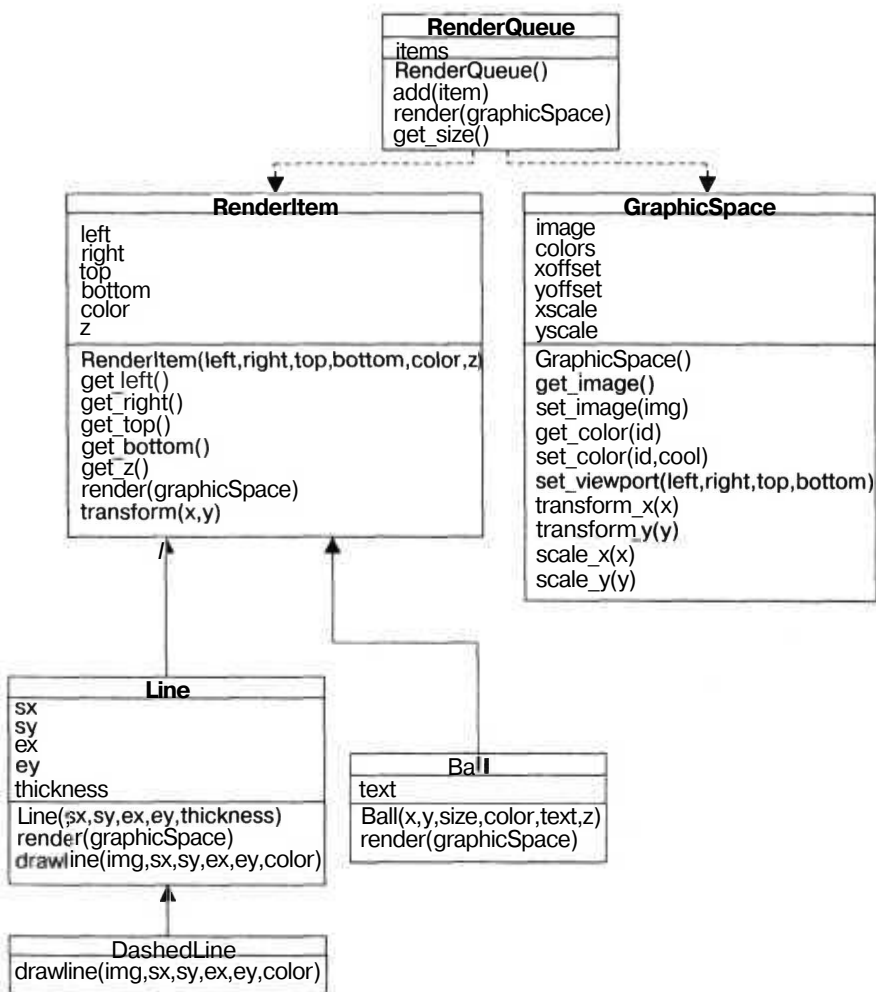 RenderQueue
items
RenderQueue()
add(item)
render(graphicSpace)
get_size()
RenderItem
left
right
top
bottom
color
z
RenderItem(left,right,top,bottom,color,z)
get left()
get_right()
get_top()
get_bottom()
get_z()
render(graphicSpace)
transform(x,y)
GraphicSpace
image
colors
xoffset
yoffset
xscale
yscale
GraphicSpace()
get_image()
set_image(img)
get_color(id)
set_color(id,cool)
set_viewport(left,right,top,bottom)
transform_x(x)
transform_y(y)
scale_x(x)
scale_y(y)
Line
sx
sy
ex
ey
thickness
Line(sx,sy,ex,ey,thickness)
render(graphicSpace)
drawline(img,sx,sy,ex,ey,color)
Ball
text
Ball(x,y,size,color,text,z)
render(graphicSpace)
DashedLine
drawline(img,sx,sy,ex,ey,color)